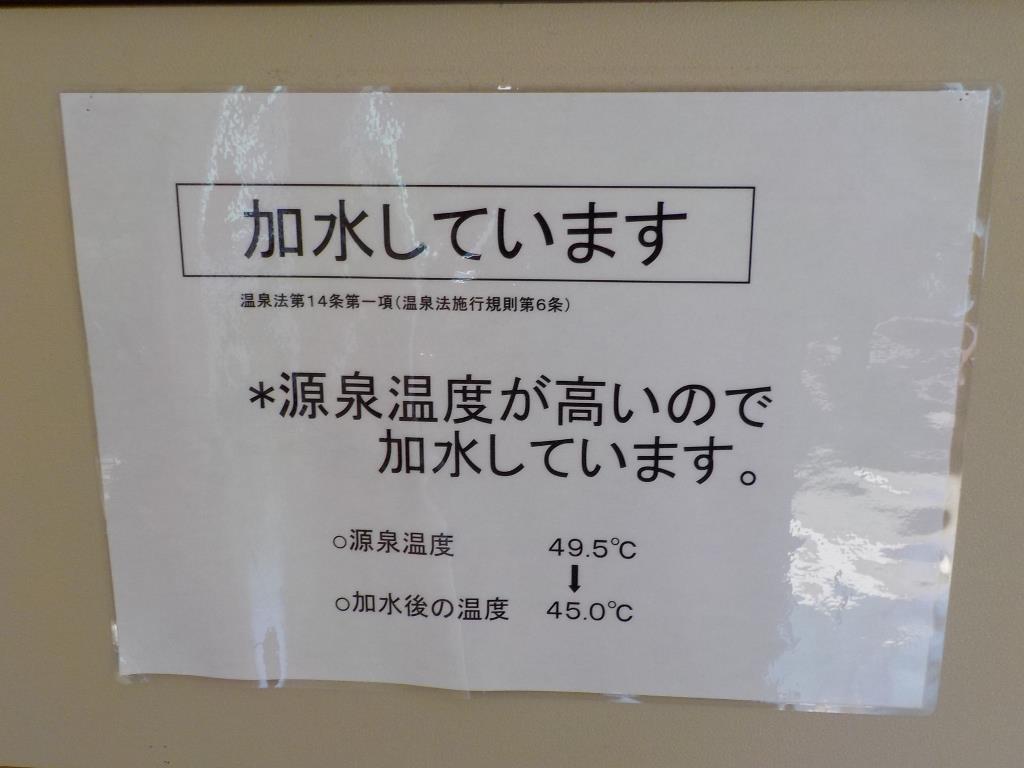 加水しています
温泉法第14条第一項(温泉法施行規則第6条)
*源泉温度が高いので
加水しています。
○源泉温度 49.5℃
↓
○加水後の温度 45.0℃